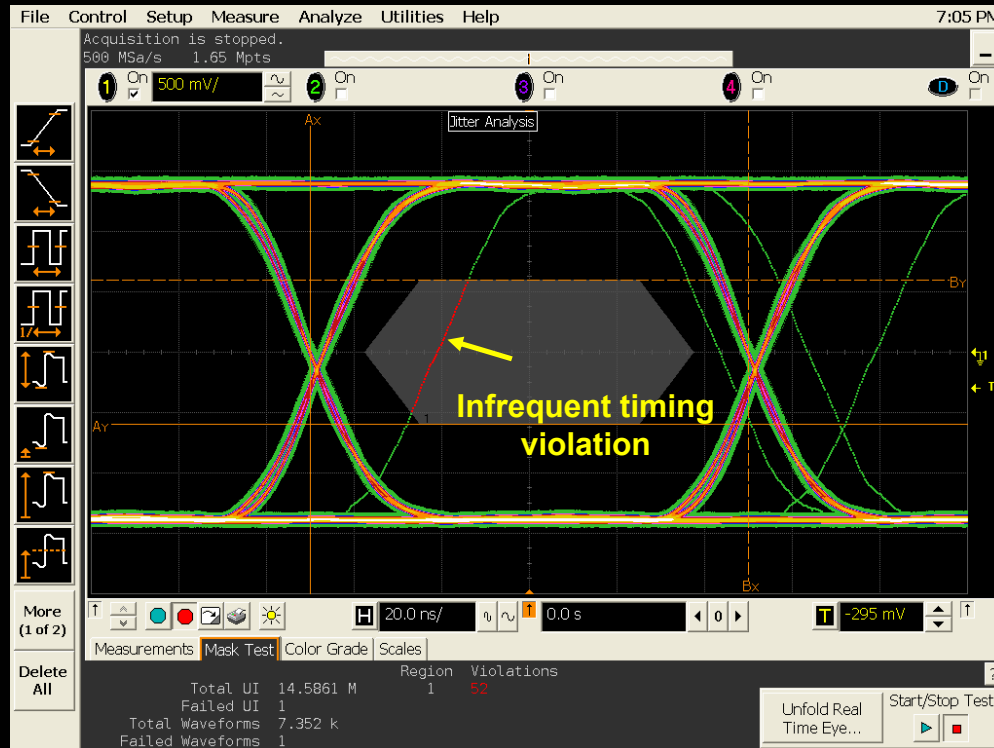 File Control Setup Measure Analyze Utilities Help 7:05 PM
Acquisition is stopped.
500 MSa/s 1.65 Mpts
1 On 500 mV/ 2 On 3 On 4 On D On
Jitter Analysis
Ax
By
1
T
Infrequent timing
violation
1
Ay
1/
Bx
More
(1 of 2)
H 20.0 ns/ 0.0 s 0 T -295 mV
Measurements Mask Test Color Grade Scales
Delete
All
Region Violations
Total UI 14.5861 M 1 52
Failed UI 1
Total Waveforms 7.352 k
Failed Waveforms 1
Unfold Real
Time Eye...
Start/Stop Test
?